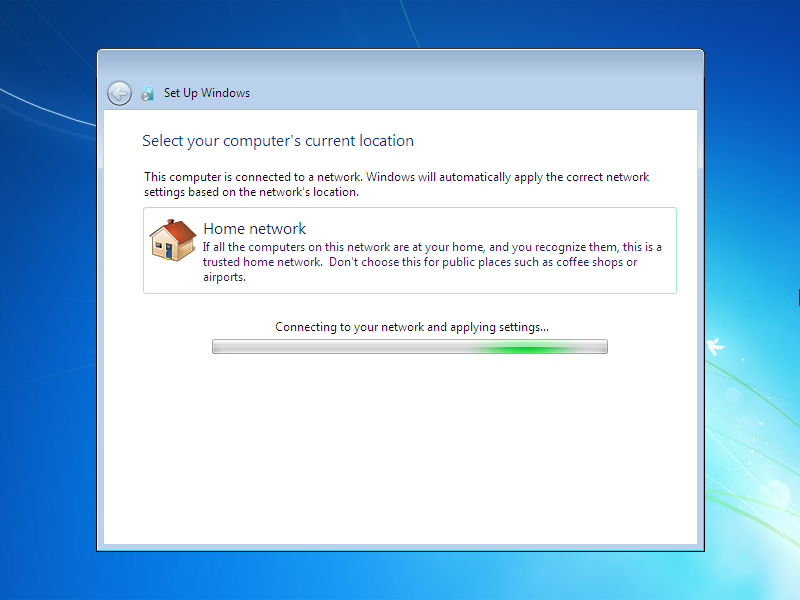 Set Up Windows
Select your computer's current location
This computer is connected to a network. Windows will automatically apply the correct network
settings based on the network's location.
Home network
If all the computers on this network are at your home, and you recognize them, this is a
trusted home network.  Don't choose this for public places such as coffee shops or
airports.
Connecting to your network and applying settings...